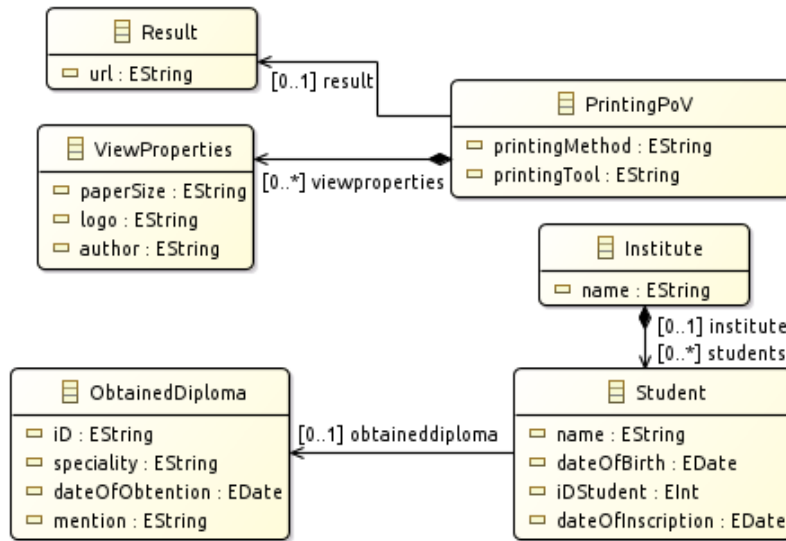 Result
url : EString
[0..1] result
PrintingPoV
printingMethod : EString
printingTool : EString
ViewProperties
paperSize : EString
logo : EString
author : EString
[0..*] viewproperties
Institute
name : EString
[0..1] institute
[0..*] students
ObtainedDiploma
iD : EString
speciality : EString
dateOfObtention : EDate
mention : EString
[0..1] obtaineddiploma
Student
name : EString
dateOfBirth : EDate
iDStudent : EInt
dateOfInscription : EDate